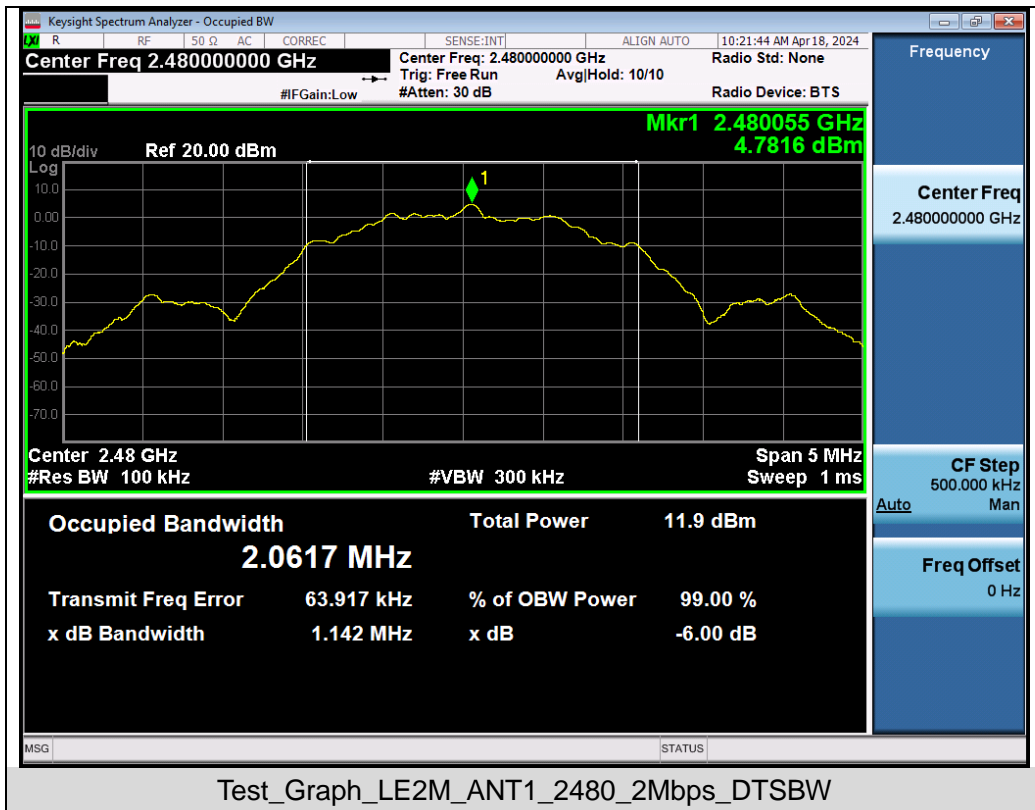 Keysight Spectrum Analyzer - Occupied BW
LXI R RF 50 Ω AC CORREC SENSE:INT ALIGN AUTO 10:21:44 AM Apr 18, 2024
Center Freq 2.480000000 GHz
Center Freq: 2.480000000 GHz Radio Std: None
Trig: Free Run Avg|Hold: 10/10
#IFGain:Low #Atten: 30 dB Radio Device: BTS
Frequency
Mkr1 2.480055 GHz
4.7816 dBm
10 dB/div Ref 20.00 dBm
Log
10.0
0.00
-10.0
-20.0
-30.0
-40.0
-50.0
-60.0
-70.0
1
Center 2.48 GHz Span 5 MHz
#Res BW 100 kHz #VBW 300 kHz Sweep 1 ms
Center Freq
2.480000000 GHz
CF Step
500.000 kHz
Auto Man
Freq Offset
0 Hz
Occupied Bandwidth Total Power 11.9 dBm
2.0617 MHz
Transmit Freq Error 63.917 kHz % of OBW Power 99.00 %
x dB Bandwidth 1.142 MHz x dB -6.00 dB
MSG STATUS
Test_Graph_LE2M_ANT1_2480_2Mbps_DTSBW